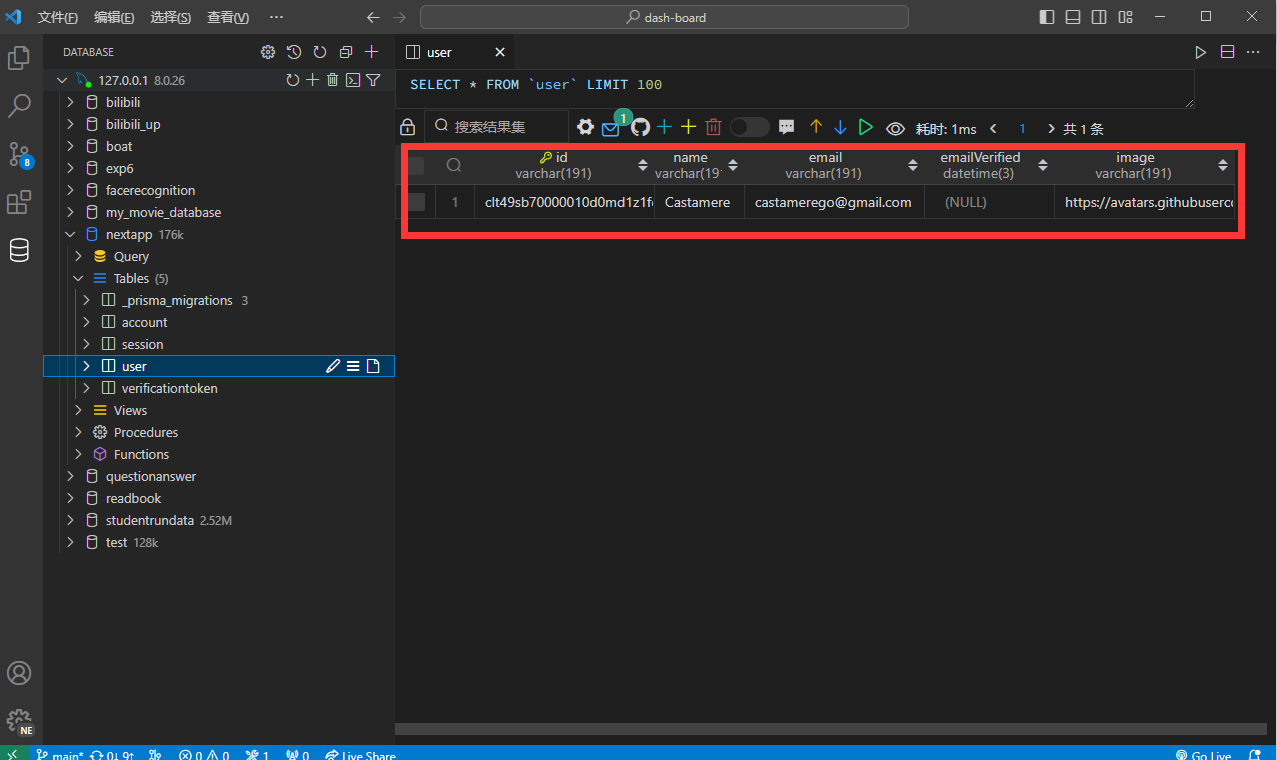 文件(F) 编辑(E) 选择(S) 查看(V) ··· dash-board
DATABASE
127.0.0.1 8.0.26
bilibili
bilibili_up
boat
exp6
facerecognition
my_movie_database
nextapp 176k
Query
Tables (5)
_prisma_migrations 3
account
session
user
verificationtoken
Views
Procedures
Functions
questionanswer
readbook
studentrundata 2.52M
test 128k
user
SELECT * FROM `user` LIMIT 100
搜索结果集 1 耗时: 1ms 1 共 1 条
id name email emailVerified image
varchar(191) varchar(19 varchar(191) datetime(3) varchar(191)
1 clt49sb70000010d0md1z1f Castamere castamerego@gmail.com (NULL) https://avatars.githubuserc
8
NE
main* 0↓ 9↑ 0 0 1 0 Live Share Go Live